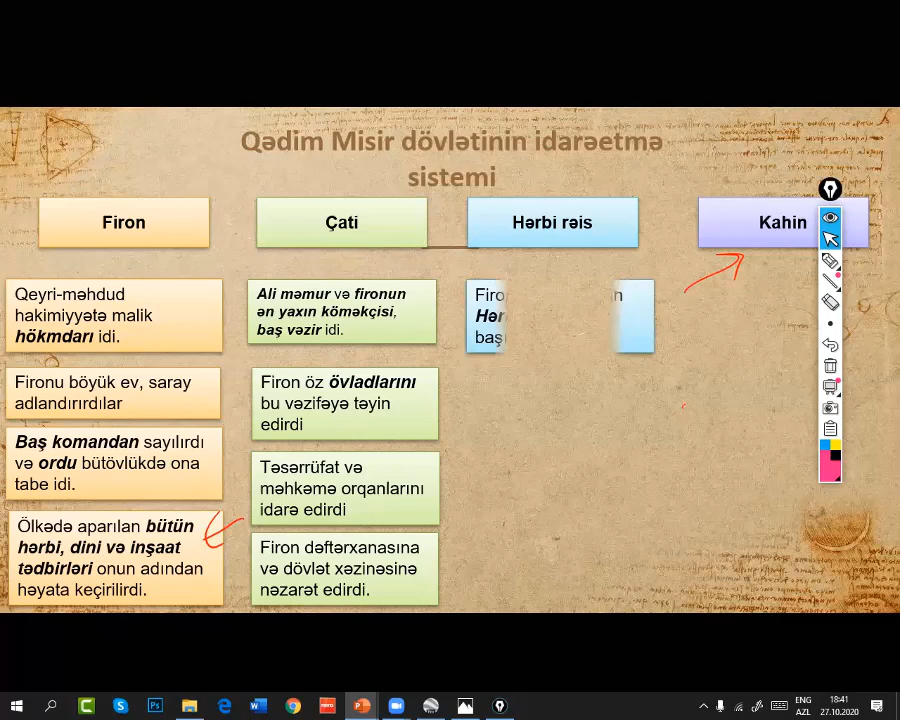 Qədim Misir dövlətinin idarəetmə
sistemi
Firon
Çati
Hərbi rəis
Kahin
Qeyri-məhdud
hakimiyyətə malik
hökmdarı idi.
Fironu böyük ev, saray
adlandırırdılar
Baş komandan sayılırdı
və ordu bütövlükdə ona
tabe idi.
Ölkədə aparılan bütün
hərbi, dini və inşaat
tədbirləri onun adından
həyata keçirilirdi.
Ali məmur və fironun
ən yaxın köməkçisi,
baş vəzir idi.
Firon öz övladlarını
bu vəzifəyə təyin
edirdi
Təsərrüfat və
məhkəmə orqanlarını
idarə edirdi
Firon dəftərxanasına
və dövlət xəzinəsinə
nəzarət edirdi.
ENG
AZL
18:41
27.10.2020